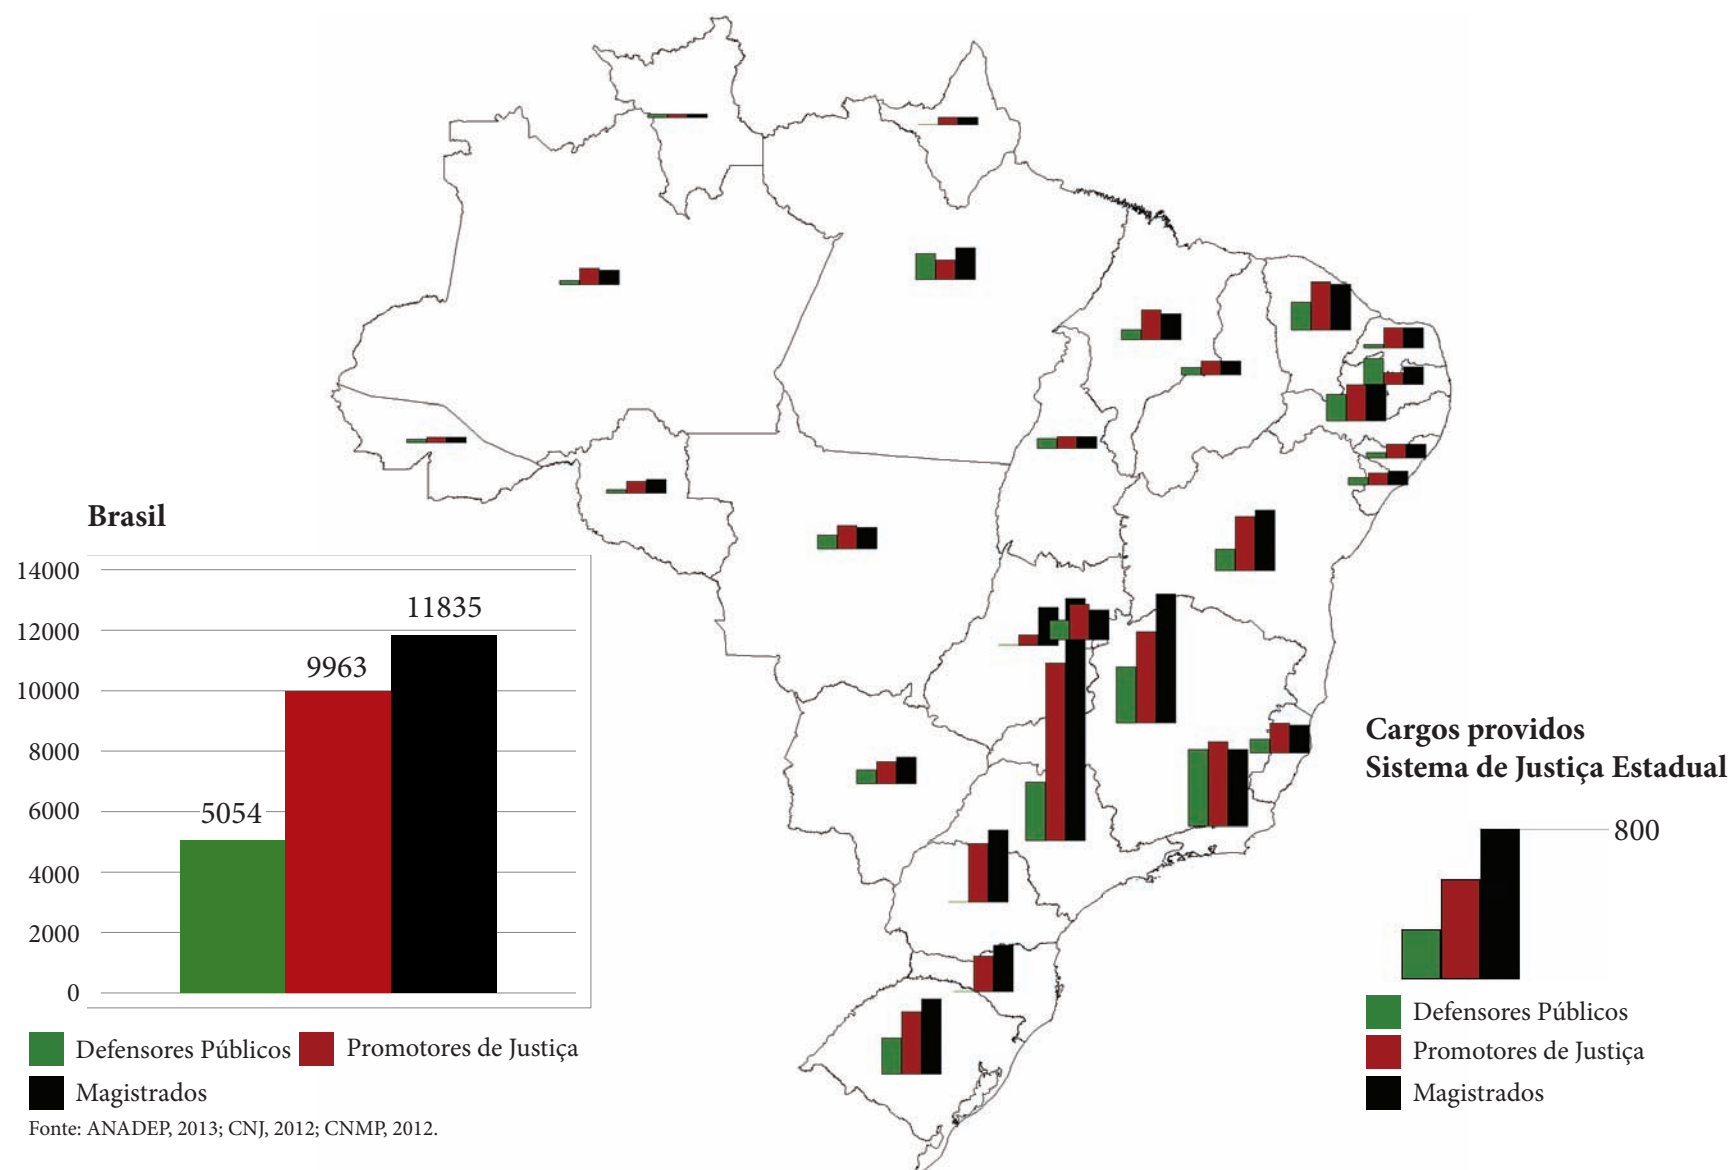 Brasil
14000
12000
10000
8000
6000
4000
2000
0
5054
9963
11835
Defensores Públicos
Promotores de Justiça
Magistrados
Fonte: ANADEP, 2013; CNJ, 2012; CNMP, 2012.
Cargos providos
Sistema de Justiça Estadual
800
Defensores Públicos
Promotores de Justiça
Magistrados